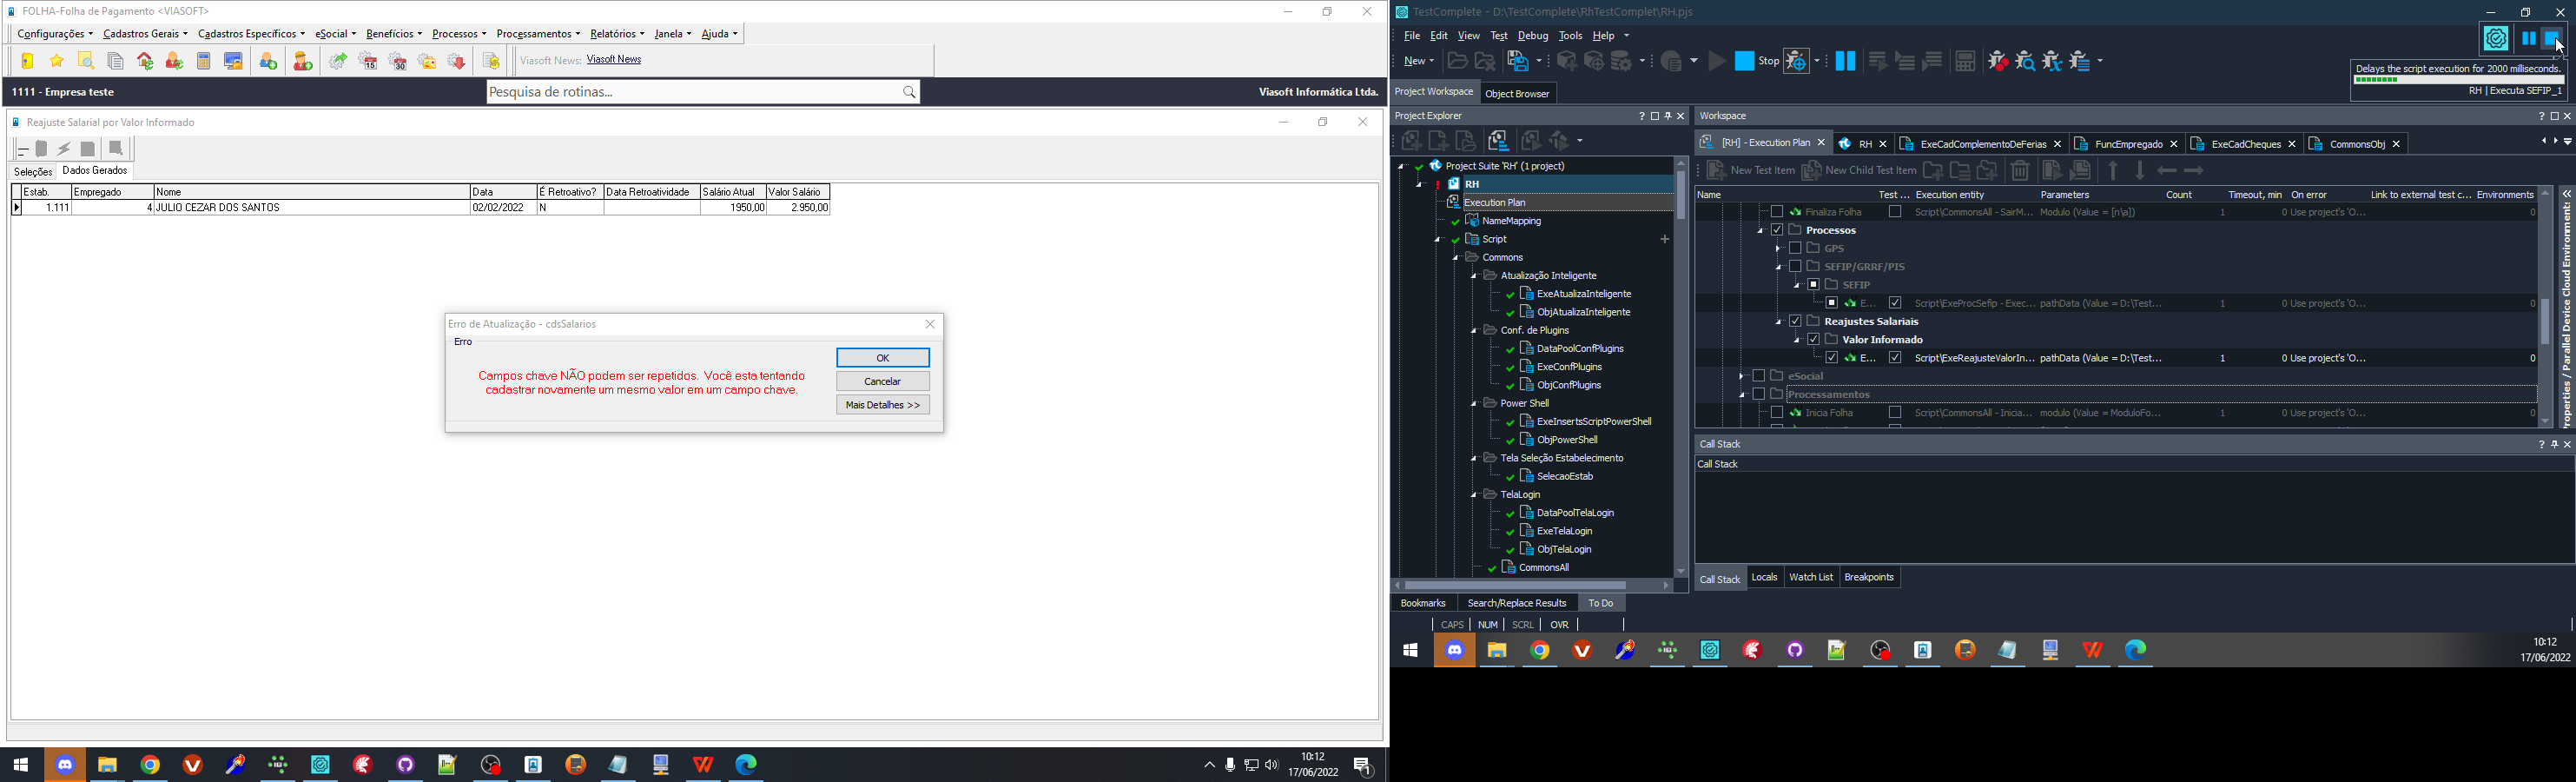 FOLHA-Folha de Pagamento <VIASOFT>
Configurações Cadastros Gerais Cadastros Específicos eSocial Benefícios Processos Processamentos Relatórios Janela Ajuda
Viasoft News: Viasoft News
1111 - Empresa teste
Pesquisa de rotinas...
Viasoft Informática Ltda.
Reajuste Salarial por Valor Informado
Seleções Dados Gerados
Estab. Empregado Nome Data É Retroativo? Data Retroatividade Salário Atual Valor Salário
1.111 4 JULIO CEZAR DOS SANTOS 02/02/2022 N 1950,00 2.950,00
Erro de Atualização - cdsSalarios
Erro
Campos chave NÃO podem ser repetidos. Você esta tentando
cadastrar novamente um mesmo valor em um campo chave.
OK
Cancelar
Mais Detalhes >>
10:12
17/06/2022
1
TestComplete - D:\TestComplete\RhTestComplet\RH.pjs
File Edit View Test Debug Tools Help
New
Stop
Delays the script execution for 2000 milliseconds.
RH | Executa SEFIP_1
Project Workspace Object Browser
Project Explorer
Project Suite 'RH' (1 project)
RH
Execution Plan
NameMapping
Script
Commons
Atualização Inteligente
ExeAtualizaInteligente
ObjAtualizaInteligente
Conf. de Plugins
DataPoolConfPlugins
ExeConfPlugins
ObjConfPlugins
Power Shell
ExeInsertsScriptPowerShell
ObjPowerShell
Tela Seleção Estabelecimento
SelecaoEstab
TelaLogin
DataPoolTelaLogin
ExeTelaLogin
ObjTelaLogin
CommonsAll
Bookmarks Search/Replace Results To Do
CAPS NUM SCRL OVR
Workspace
[RH] - Execution Plan RH ExeCadComplementoDeFerias FuncEmpregado ExeCadCheques CommonsObj
New Test Item New Child Test Item
Name Test ... Execution entity Parameters Count Timeout, min On error Link to external test c... Environments
Finaliza Folha Script\CommonsAll - SairM... Modulo (Value = [n\a]) 1 0 Use project's 'O... 0
Processos
GPS
SEFIP/GRRF/PIS
SEFIP
E... Script\ExeProcSefip - Exec... pathData (Value = D:\Test... 1 0 Use project's 'O... 0
Reajustes Salariais
Valor Informado
E... Script\ExeReajusteValorIn... pathData (Value = D:\Test... 1 0 Use project's 'O... 0
eSocial
Processamentos
Inicia Folha Script\CommonsAll - Inicia... modulo (Value = ModuloFo... 1 0 Use project's 'O... 0
Properties / Parallel Device Cloud Environment:
Call Stack
Call Stack
Call Stack Locals Watch List Breakpoints
10:12
17/06/2022